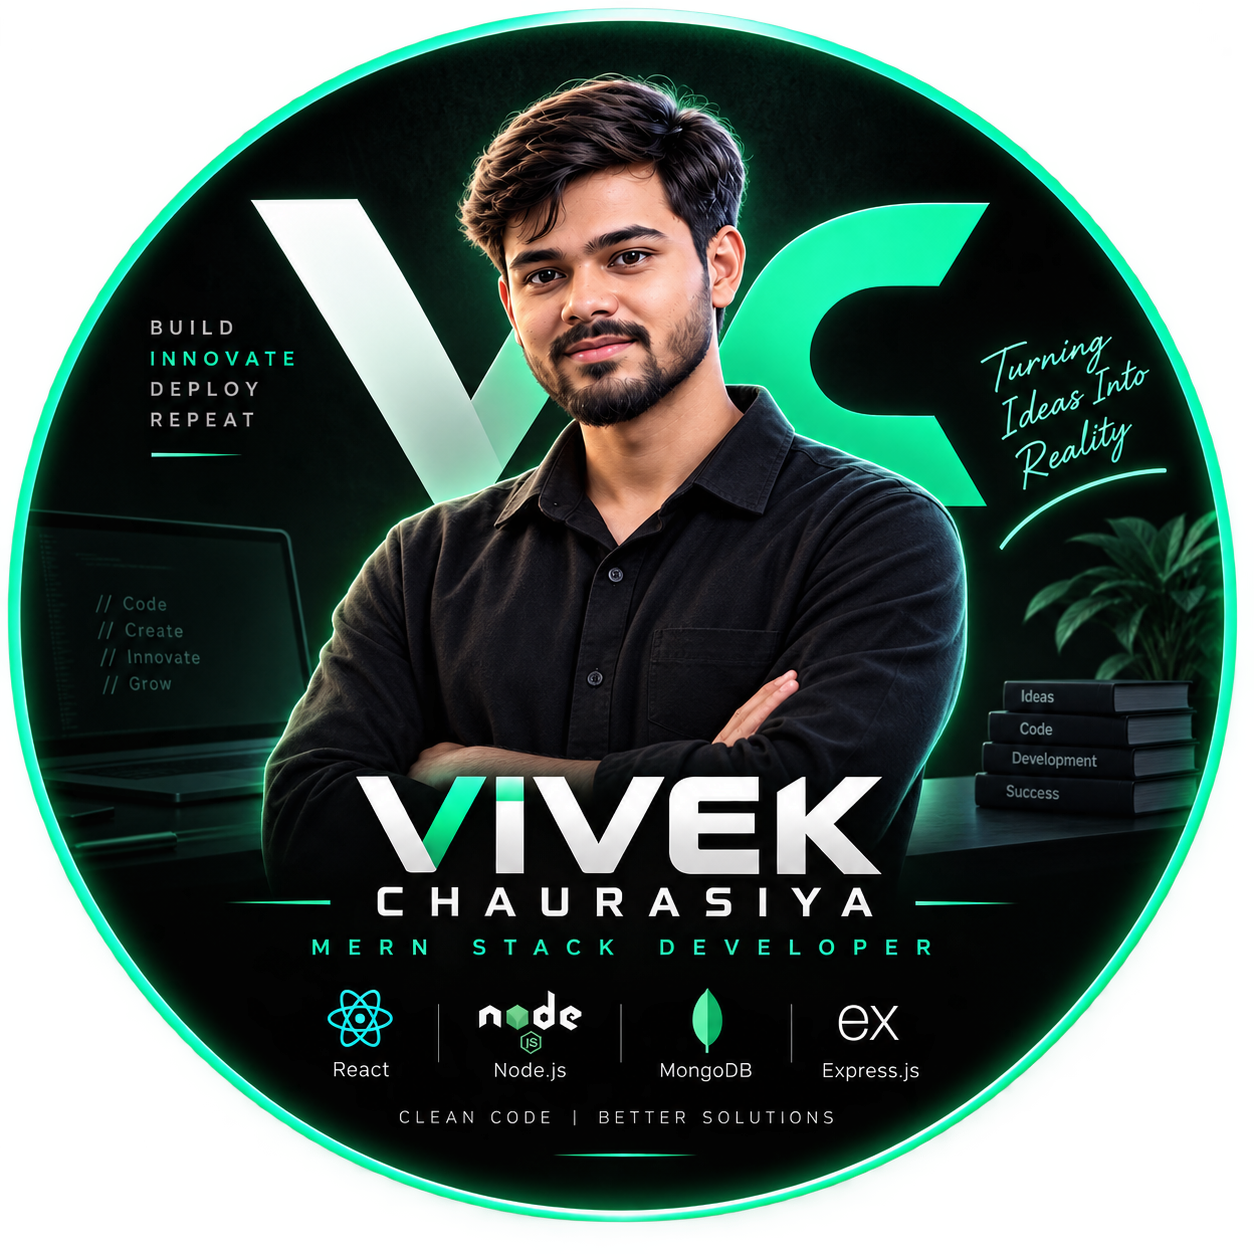 VC
BUILD
INNOVATE
DEPLOY
REPEAT
Turning
Ideas Into
Reality
// Code
// Create
// Innovate
// Grow
Ideas
Code
Development
Success
ViVEK
CHAURASIYA
MERN STACK DEVELOPER
node
JS
ex
React
Node.js
MongoDB
Express.js
CLEAN CODE | BETTER SOLUTIONS